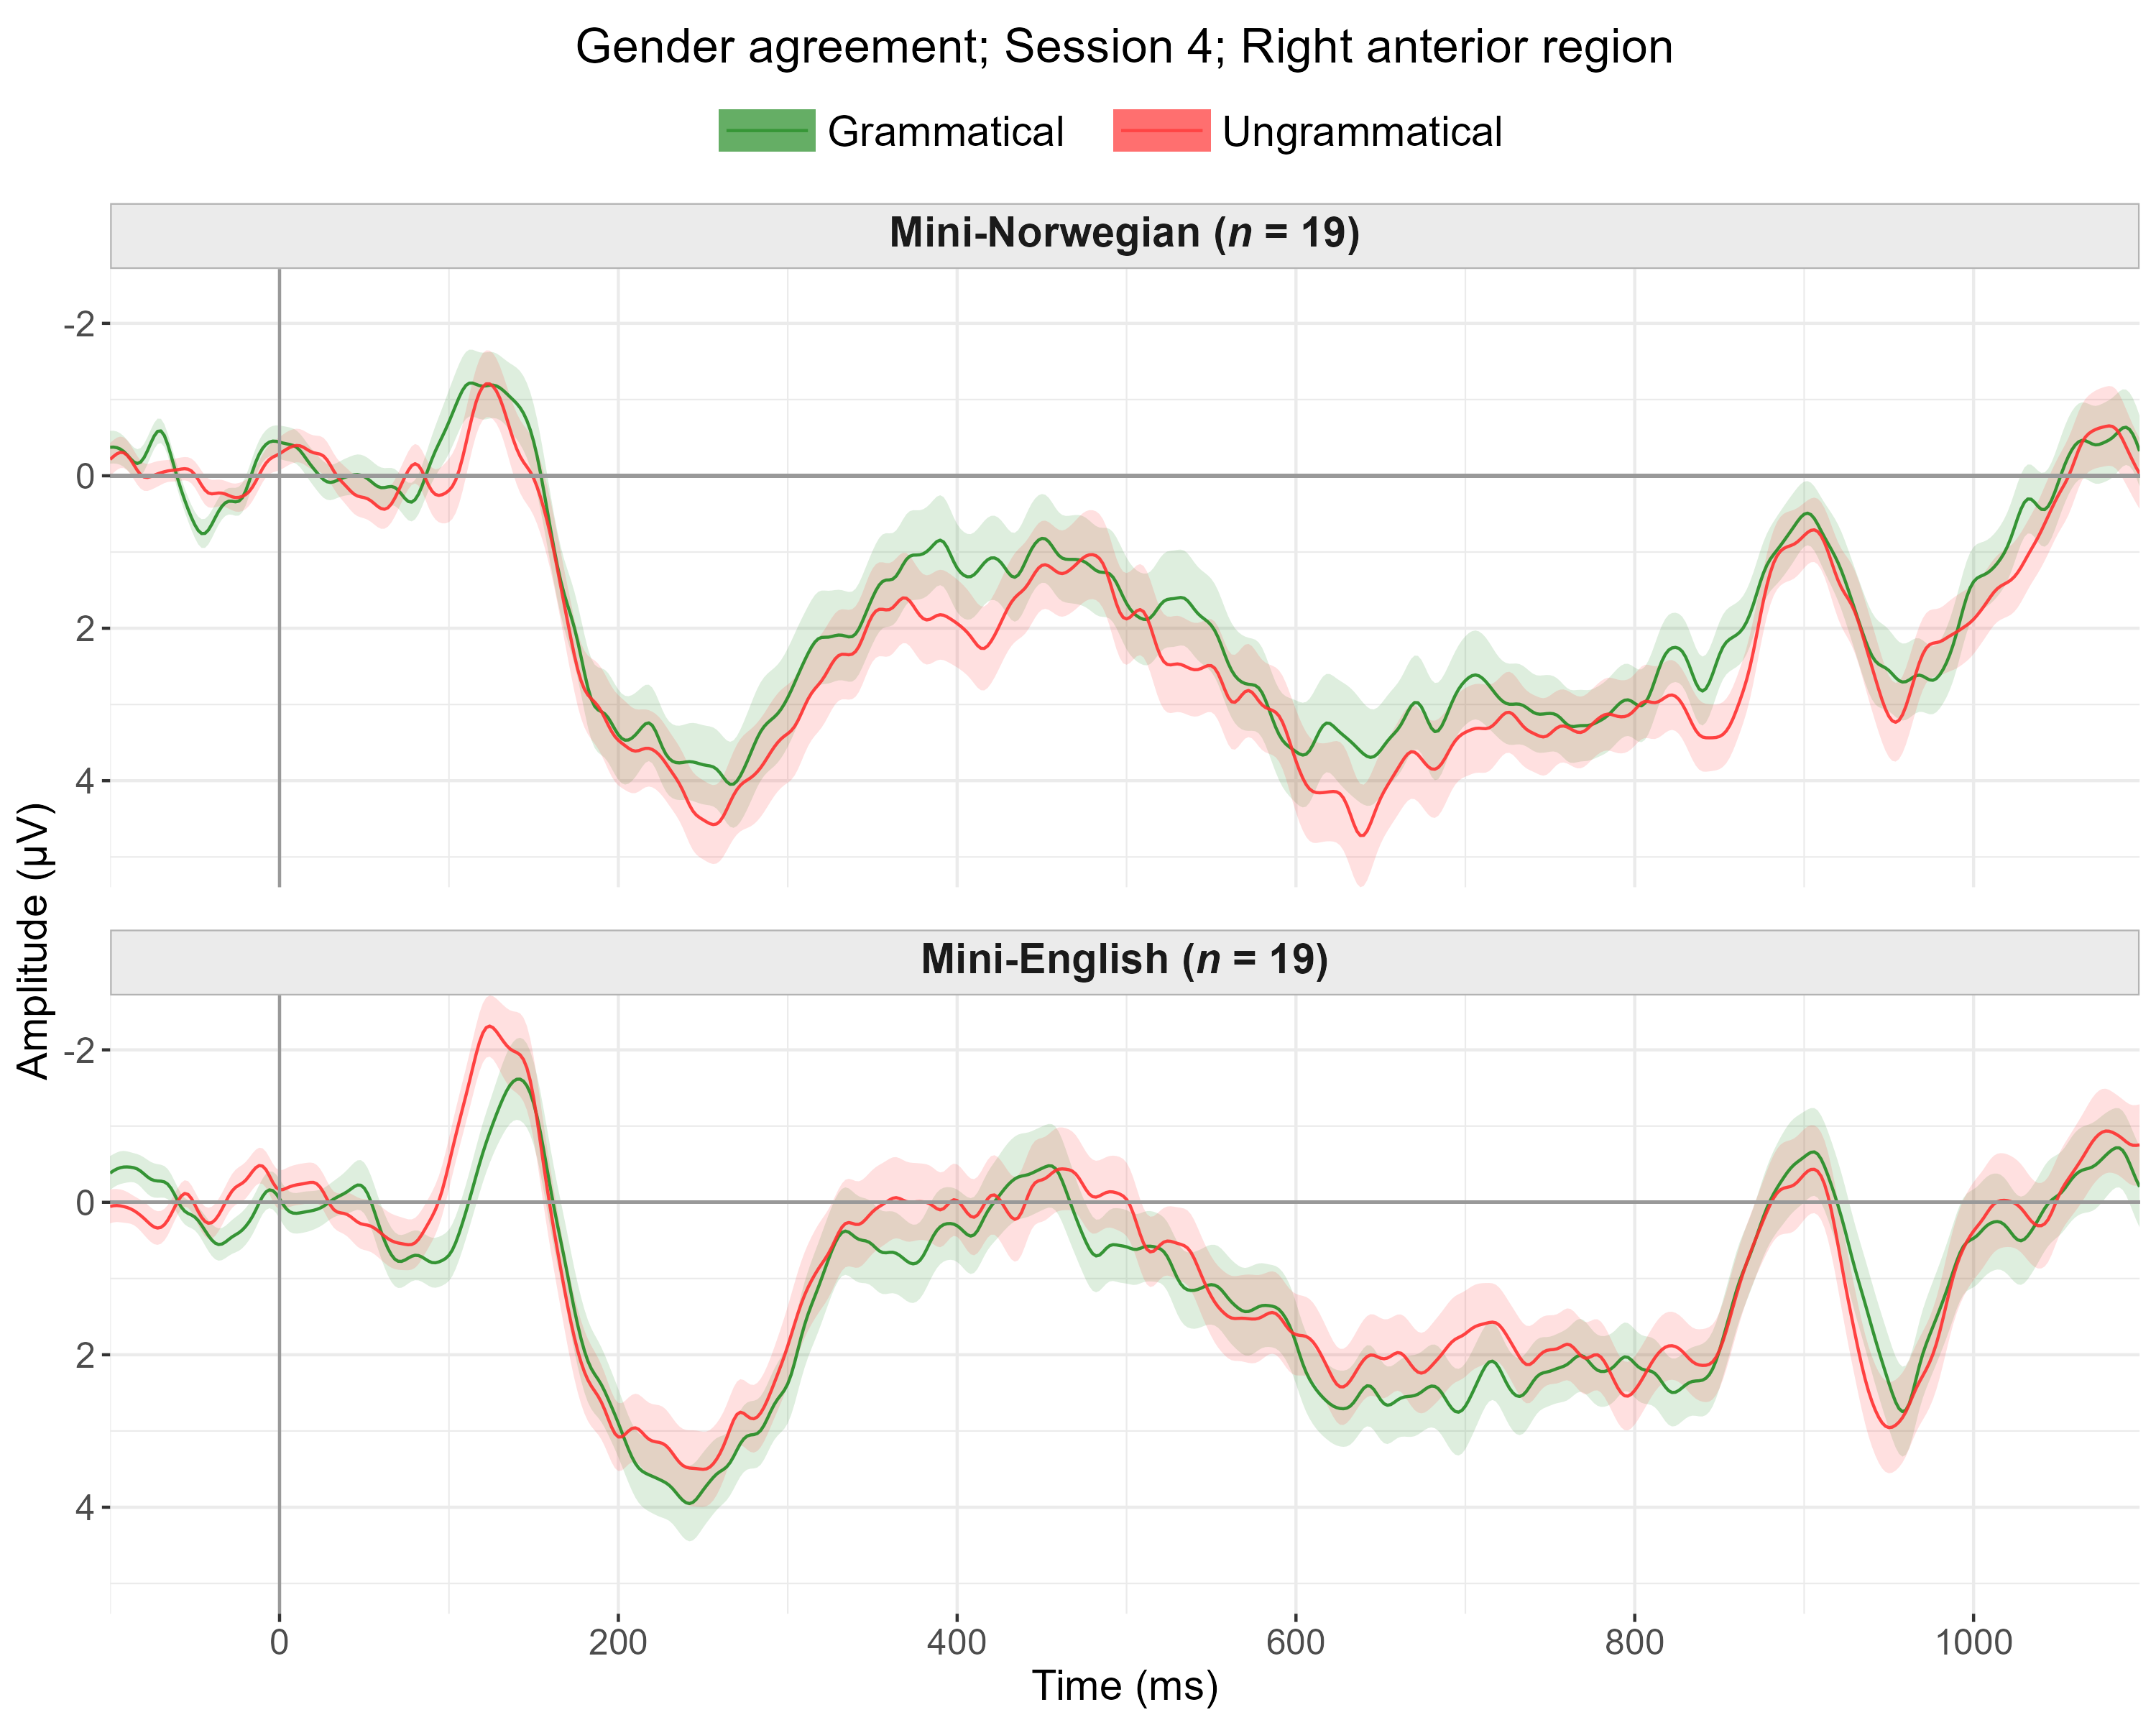 Gender agreement; Session 4; Right anterior region
Grammatical
Ungrammatical
Mini-Norwegian (n = 19)
-2
0
2
4
Mini-English (n = 19)
-2
0
2
4
Amplitude (µV)
0
200
400
600
800
1000
Time (ms)